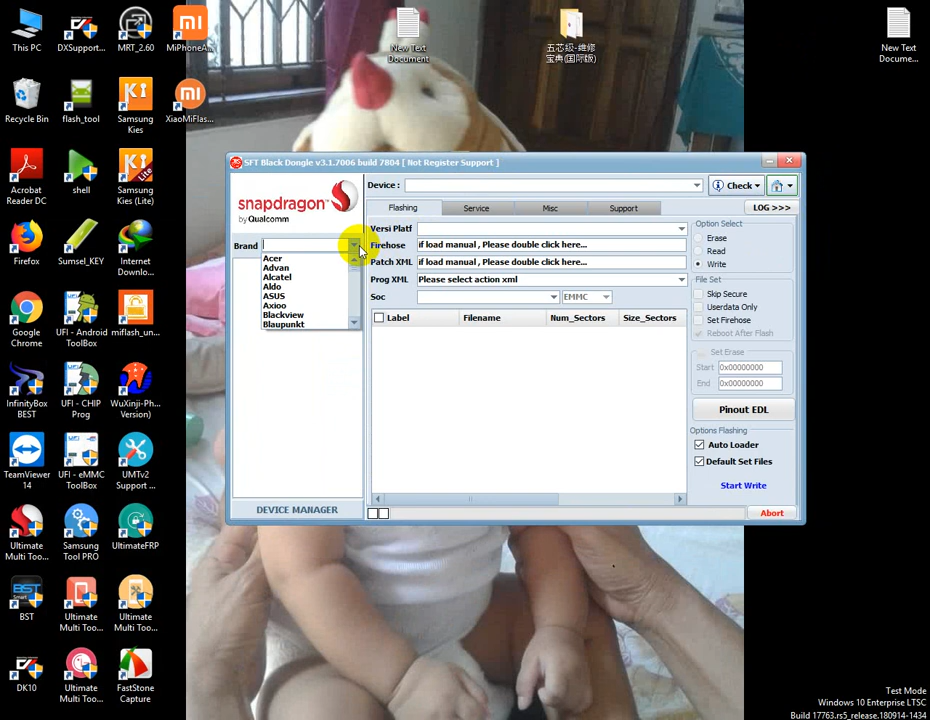 This PC
DXSupport...
MRT_2.60
MiPhoneA...
New Text
Document
五芯级-维修
宝典(国际版)
New Text
Docume...
Recycle Bin
flash_tool
Samsung
Kies
XiaoMiFlas...
Acrobat
Reader DC
shell
Samsung
Kies (Lite)
Firefox
Sumsel_KEY
Internet
Downlo...
Google
Chrome
UFI - Android
ToolBox
miflash_un...
InfinityBox
BEST
UFI - CHIP
Prog
WuXinji-Ph...
Version)
TeamViewer
14
UFI - eMMC
ToolBox
UMTv2
Support ...
Ultimate
Multi Too...
Samsung
Tool PRO
UltimateFRP
BST
Ultimate
Multi Too...
Ultimate
Multi Too...
DK10
Ultimate
Multi Too...
FastStone
Capture
SFT Black Dongle v3.1.7006 build 7804 [ Not Register Support ]
snapdragon
by Qualcomm
Brand
Acer
Advan
Alcatel
Aldo
ASUS
Axioo
Blackview
Blaupunkt
DEVICE MANAGER
Device :
Check
Flashing
Service
Misc
Support
LOG >>>
Versi Platf
Firehose
if load manual , Please double click here...
Patch XML
if load manual , Please double click here...
Prog XML
Please select action xml
Soc
EMMC
Label
Filename
Num_Sectors
Size_Sectors
Option Select
Erase
Read
Write
File Set
Skip Secure
Userdata Only
Set Firehose
Reboot After Flash
Set Erase
Start
0x00000000
End
0x00000000
Pinout EDL
Options Flashing
Auto Loader
Default Set Files
Start Write
Abort
Test Mode
Windows 10 Enterprise LTSC
Build 17763.rs5_release.180914-1434